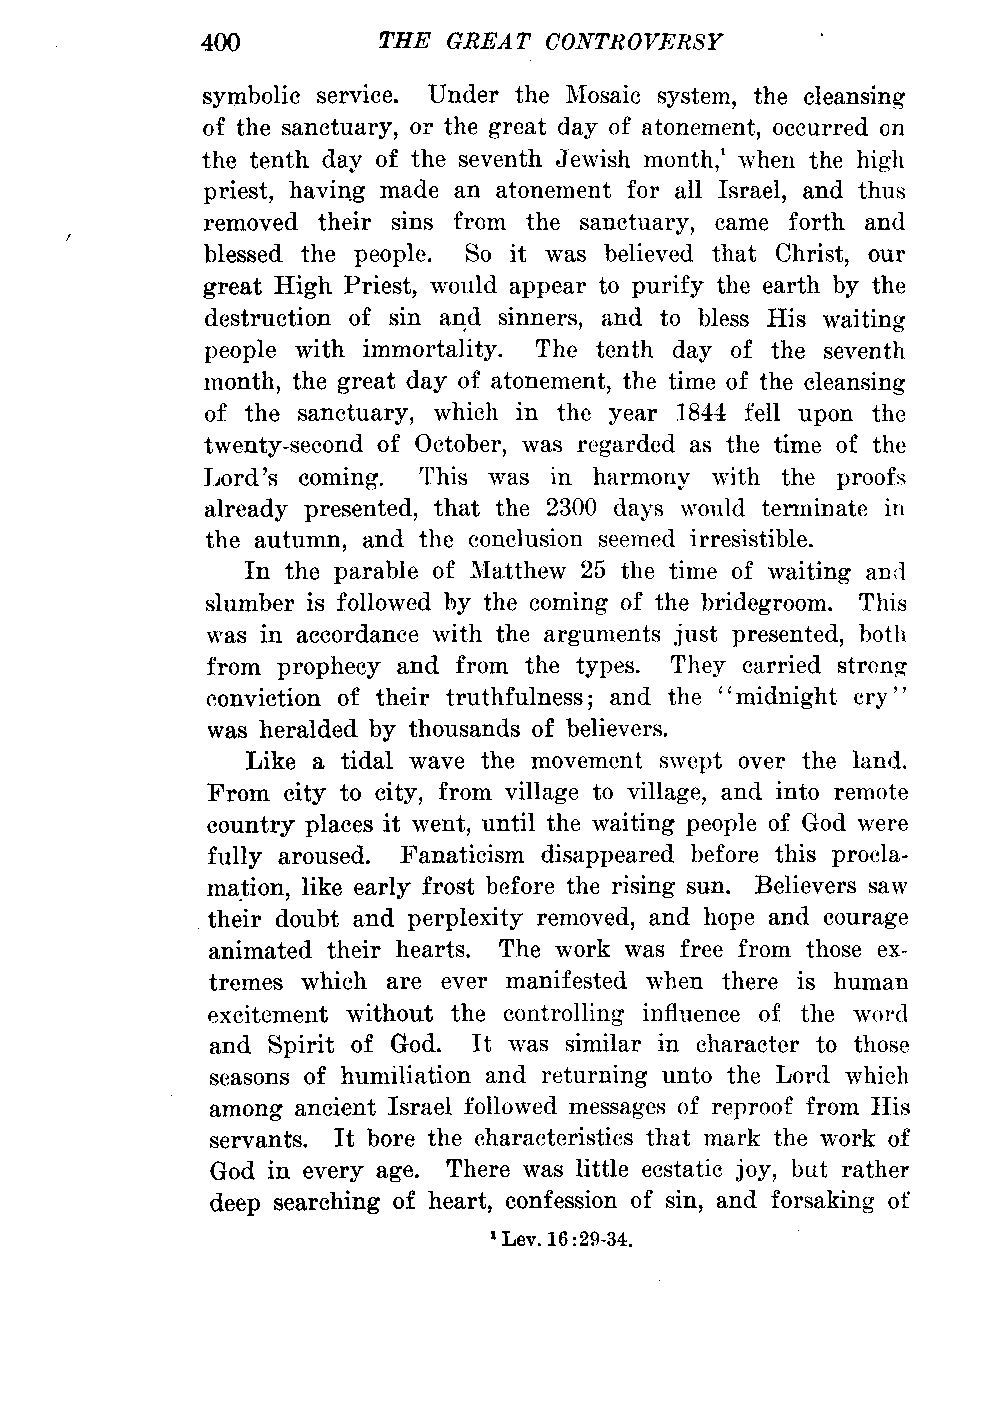 400 THE GREAT CONTROVERSY
symbolic service. Under the Mosaic system, the cleansing
of the sanctuary, or the great day of atonement, occurred on
the tenth day of the seventh Jewish month,¹ when the high
priest, having made an atonement for all Israel, and thus
removed their sins from the sanctuary, came forth and
blessed the people. So it was believed that Christ, our
great High Priest, would appear to purify the earth by the
destruction of sin and sinners, and to bless His waiting
people with immortality. The tenth day of the seventh
month, the great day of atonement, the time of the cleansing
of the sanctuary, which in the year 1844 fell upon the
twenty-second of October, was regarded as the time of the
Lord's coming. This was in harmony with the proofs
already presented, that the 2300 days would terminate in
the autumn, and the conclusion seemed irresistible.
In the parable of Matthew 25 the time of waiting and
slumber is followed by the coming of the bridegroom. This
was in accordance with the arguments just presented, both
from prophecy and from the types. They carried strong
conviction of their truthfulness; and the "midnight cry"
was heralded by thousands of believers.
Like a tidal wave the movement swept over the land.
From city to city, from village to village, and into remote
country places it went, until the waiting people of God were
fully aroused. Fanaticism disappeared before this procla-
mation, like early frost before the rising sun. Believers saw
their doubt and perplexity removed, and hope and courage
animated their hearts. The work was free from those ex-
tremes which are ever manifested when there is human
excitement without the controlling influence of the word
and Spirit of God. It was similar in character to those
seasons of humiliation and returning unto the Lord which
among ancient Israel followed messages of reproof from His
servants. It bore the characteristics that mark the work of
God in every age. There was little ecstatic joy, but rather
deep searching of heart, confession of sin, and forsaking of
¹ Lev. 16:29-34.